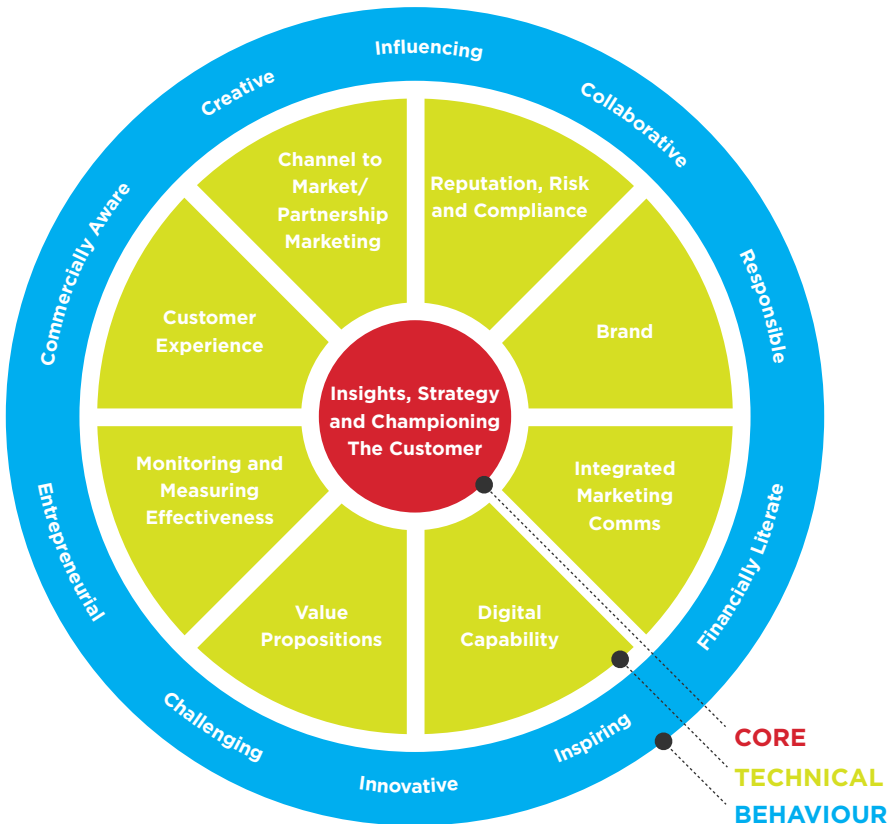 Influencing
Collaborative
Responsible
Financially Literate
Inspiring
Innovative
Challenging
Entrepreneurial
Commercially Aware
Creative
Channel to
Market/
Partnership
Marketing
Reputation, Risk
and Compliance
Brand
Integrated
Marketing
Comms
Digital
Capability
Value
Propositions
Monitoring and
Measuring
Effectiveness
Customer
Experience
Insights, Strategy
and Championing
The Customer
CORE
TECHNICAL
BEHAVIOUR